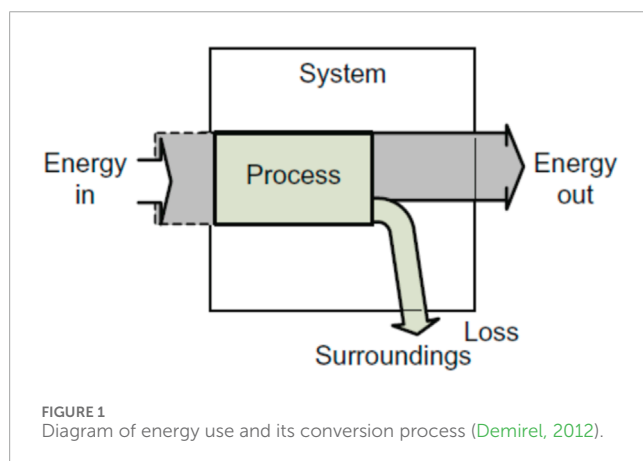 System
Energy
in
Process
Energy
out
Loss
Surroundings
FIGURE 1
Diagram of energy use and its conversion process (Demirel, 2012).